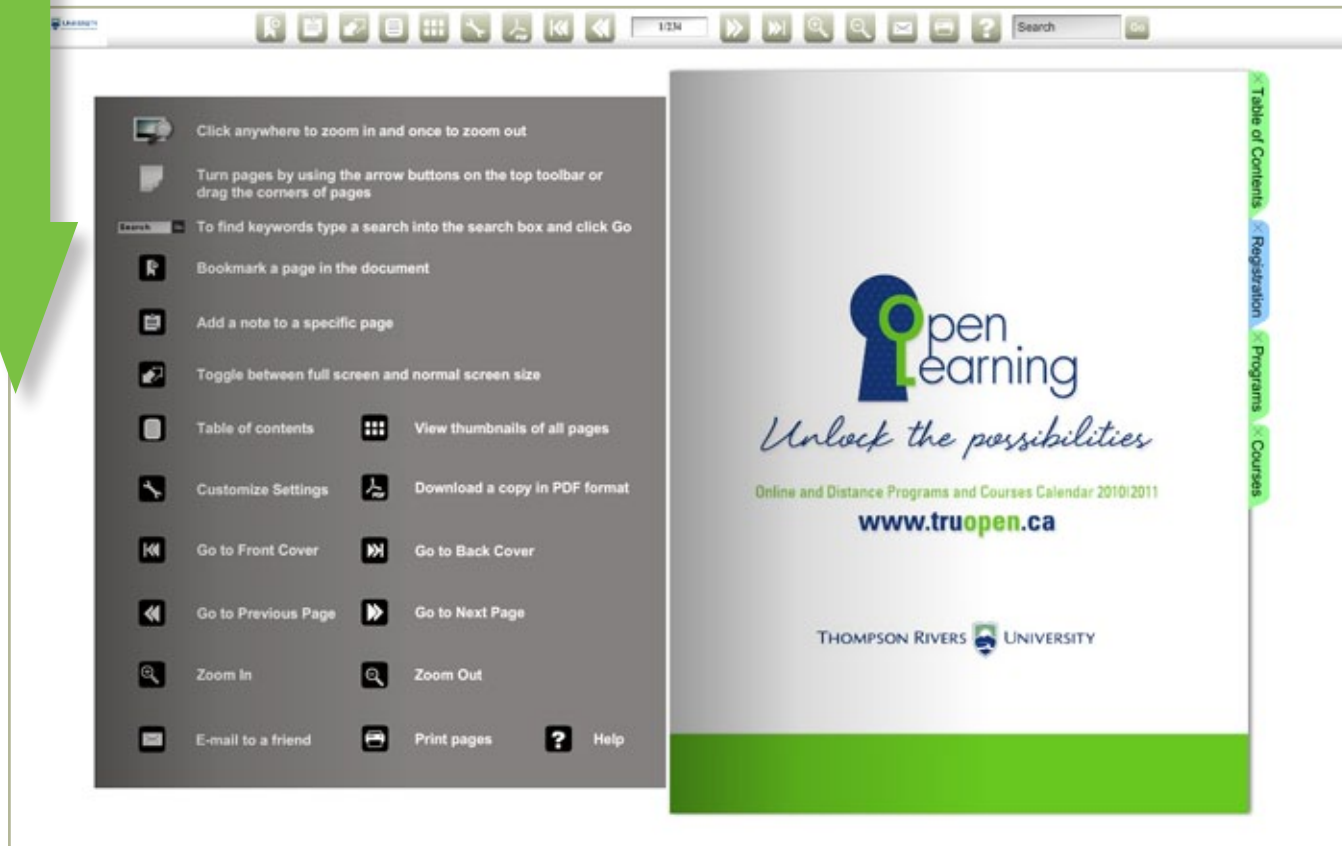 UNIVERSITY
1/234
Search
Go
Click anywhere to zoom in and once to zoom out
Turn pages by using the arrow buttons on the top toolbar or
drag the corners of pages
Search Go
To find keywords type a search into the search box and click Go
Bookmark a page in the document
Add a note to a specific page
Toggle between full screen and normal screen size
Table of contents
View thumbnails of all pages
Customize Settings
Download a copy in PDF format
Go to Front Cover
Go to Back Cover
Go to Previous Page
Go to Next Page
Zoom In
Zoom Out
E-mail to a friend
Print pages
? Help
Open
Learning
Unlock the possibilities
Online and Distance Programs and Courses Calendar 2010|2011
www.truopen.ca
THOMPSON RIVERS UNIVERSITY
× Table of Contents
× Registration
× Programs
× Courses